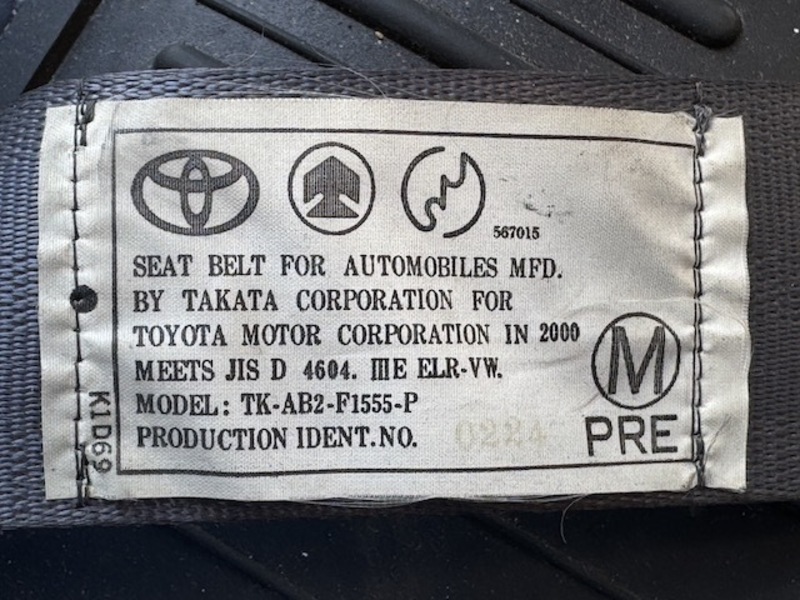 567015
SEAT BELT FOR AUTOMOBILES MFD.
BY TAKATA CORPORATION FOR
TOYOTA MOTOR CORPORATION IN 2000
MEETS JIS D 4604. ⅢE ELR-VW.
MODEL: TK-AB2-F1555-P
PRODUCTION IDENT.NO. 0224
M
PRE
K1D69